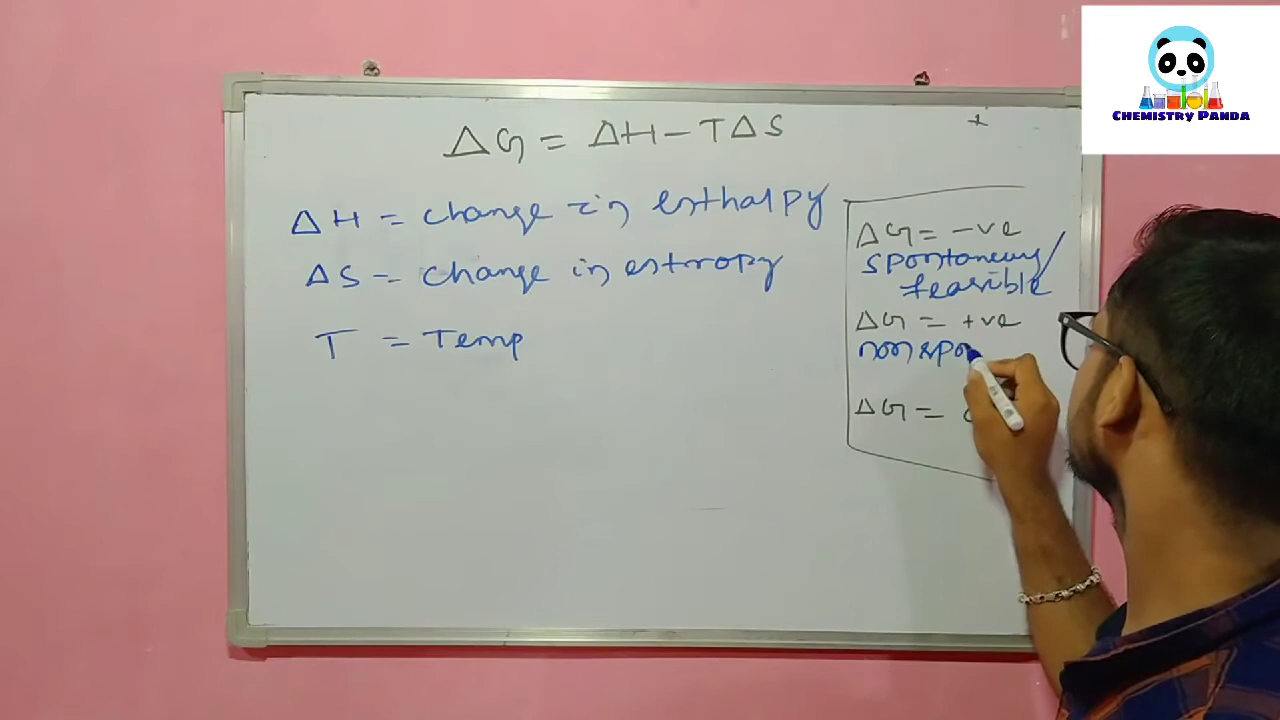 CHEMISTRY PANDA
ΔG = ΔH - TΔS
ΔH = change in enthalpy
ΔS = change in entropy
T = Temp
ΔG = -ve
spontaneous/
feasible
ΔG = +ve
non spon
ΔG =